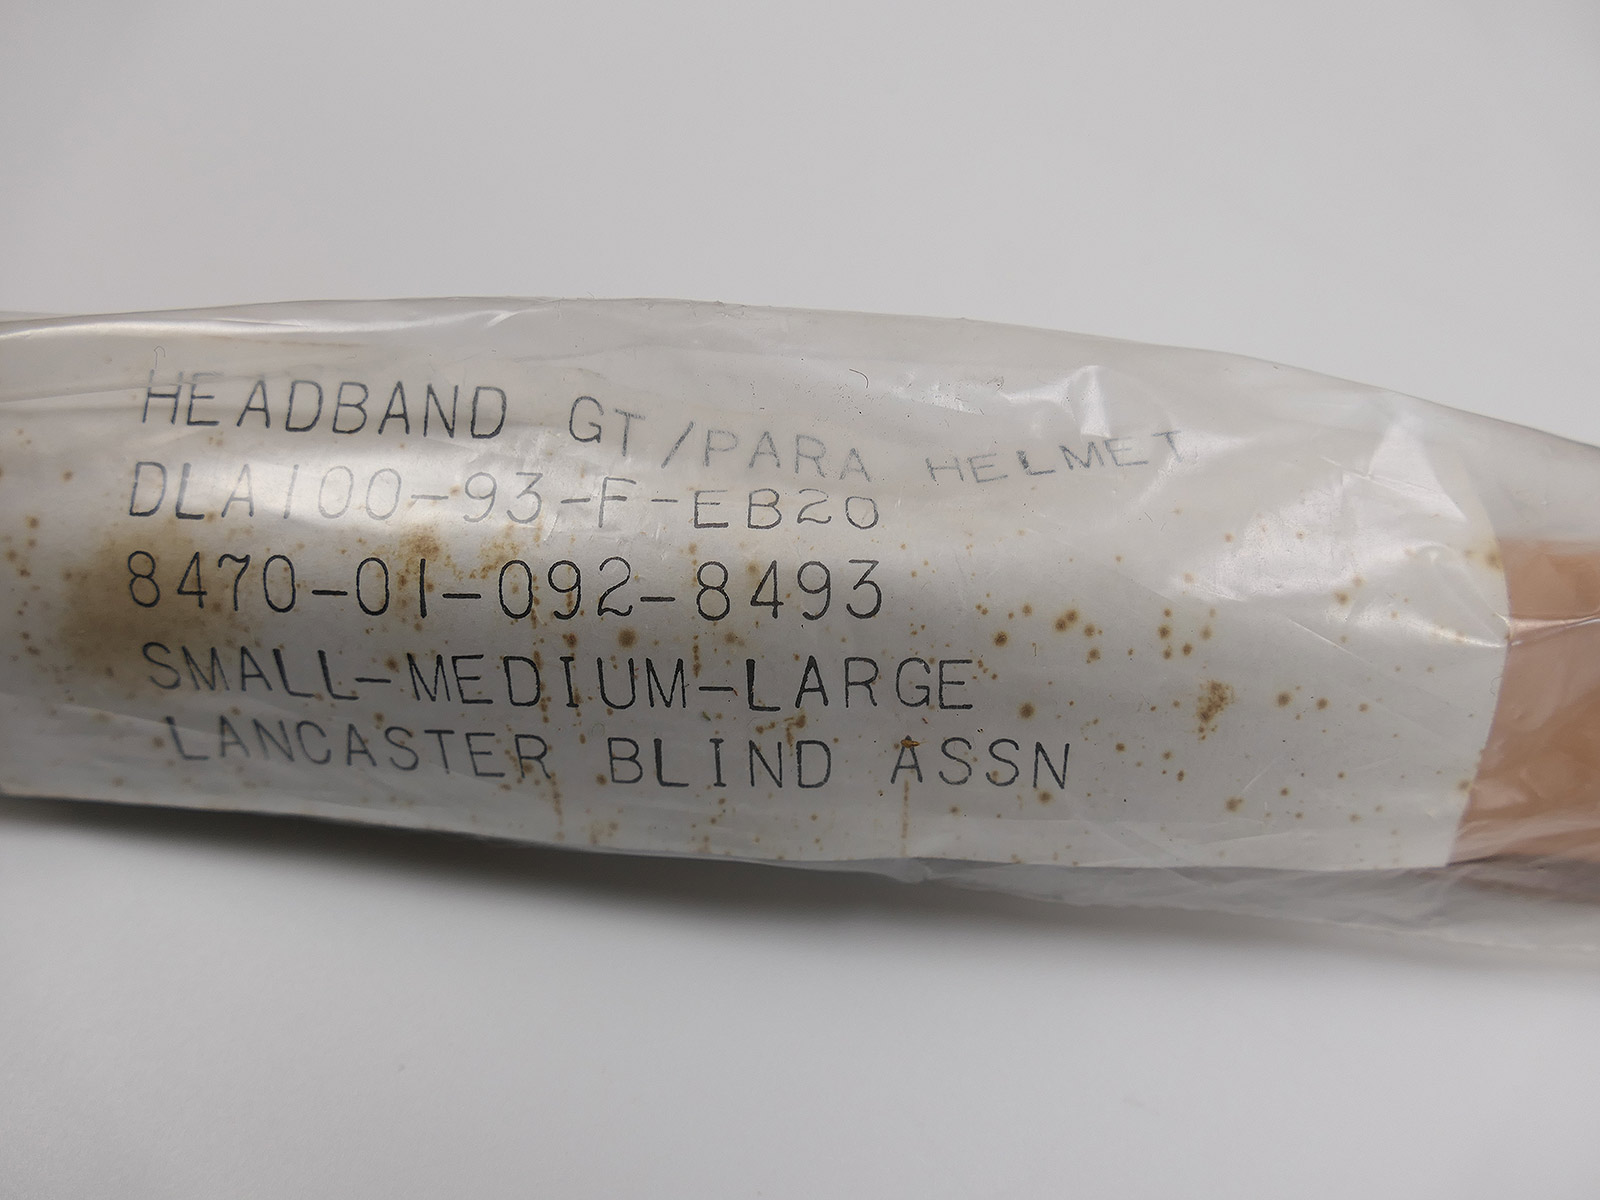 HEADBAND GT/PARA HELMET
DLA100-93-F-EB20
8470-01-092-8493
SMALL-MEDIUM-LARGE
LANCASTER BLIND ASSN